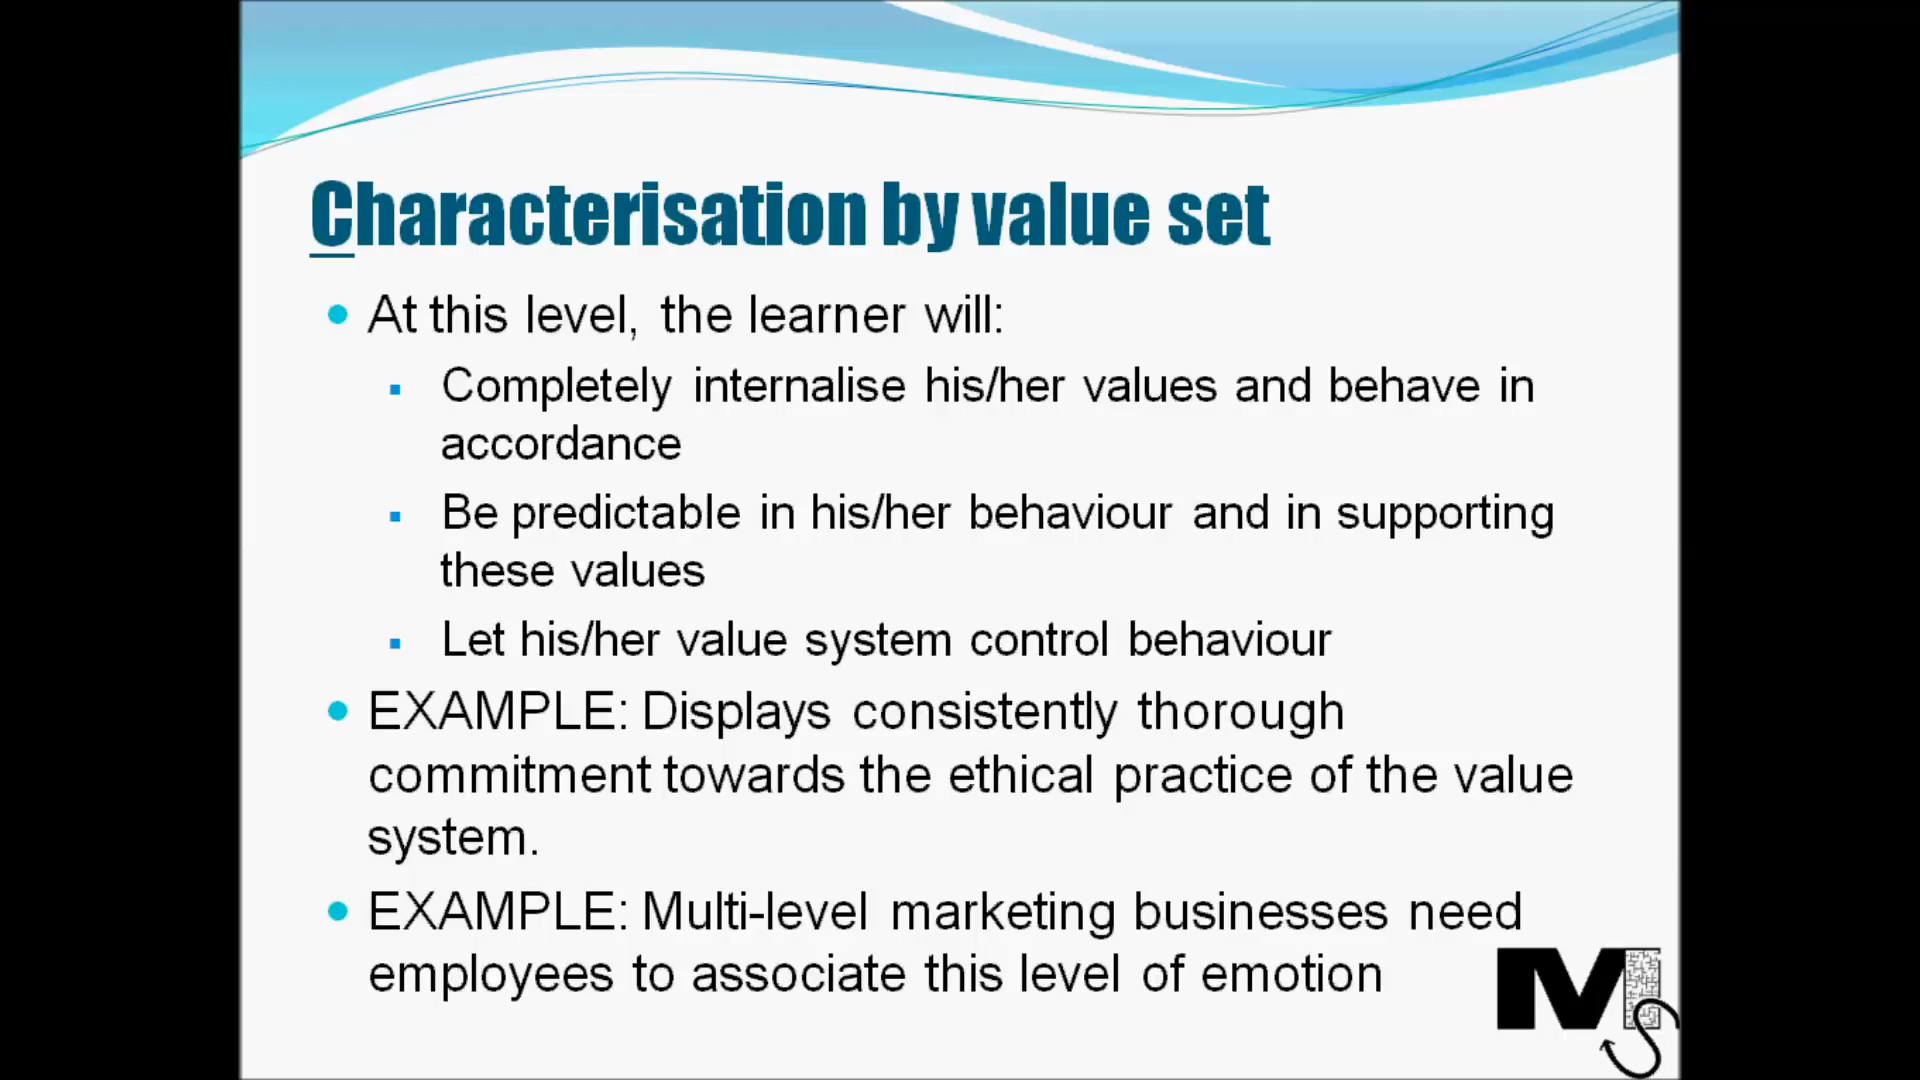 Characterisation by value set
At this level, the learner will:
Completely internalise his/her values and behave in
accordance
Be predictable in his/her behaviour and in supporting
these values
Let his/her value system control behaviour
EXAMPLE: Displays consistently thorough
commitment towards the ethical practice of the value
system.
EXAMPLE: Multi-level marketing businesses need
employees to associate this level of emotion
MS